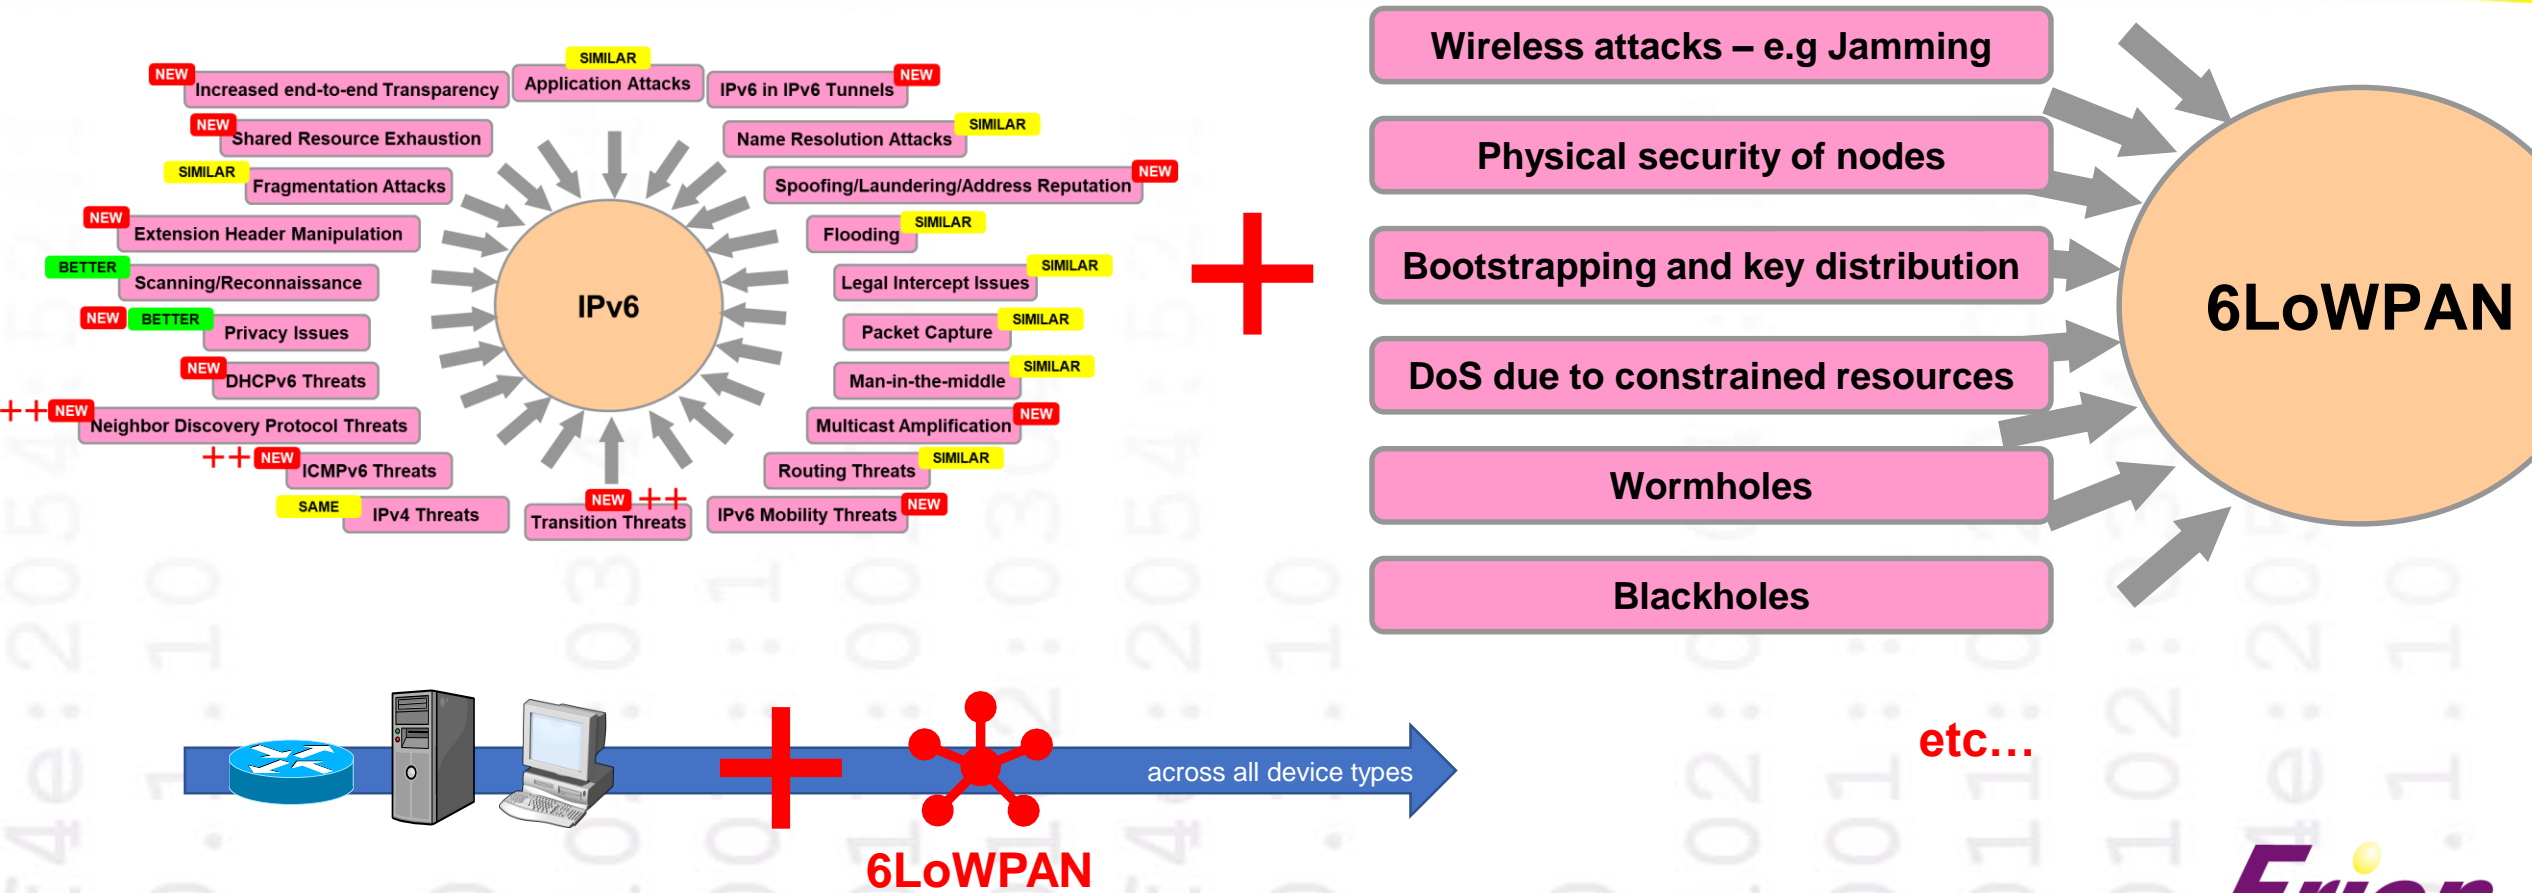 SIMILAR
Application Attacks
NEW
Increased end-to-end Transparency
NEW
Shared Resource Exhaustion
SIMILAR
Fragmentation Attacks
NEW
Extension Header Manipulation
BETTER
Scanning/Reconnaissance
NEW
BETTER
Privacy Issues
NEW
DHCPv6 Threats
++
NEW
Neighbor Discovery Protocol Threats
++
NEW
ICMPv6 Threats
SAME
IPv4 Threats
NEW
++
Transition Threats
IPv6 in IPv6 Tunnels
NEW
Name Resolution Attacks
SIMILAR
Spoofing/Laundering/Address Reputation
NEW
Flooding
SIMILAR
Legal Intercept Issues
SIMILAR
Packet Capture
SIMILAR
Man-in-the-middle
SIMILAR
Multicast Amplification
NEW
Routing Threats
SIMILAR
IPv6 Mobility Threats
NEW
IPv6
+
Wireless attacks – e.g Jamming
Physical security of nodes
Bootstrapping and key distribution
DoS due to constrained resources
Wormholes
Blackholes
6LoWPAN
etc...
+
across all device types
6LoWPAN